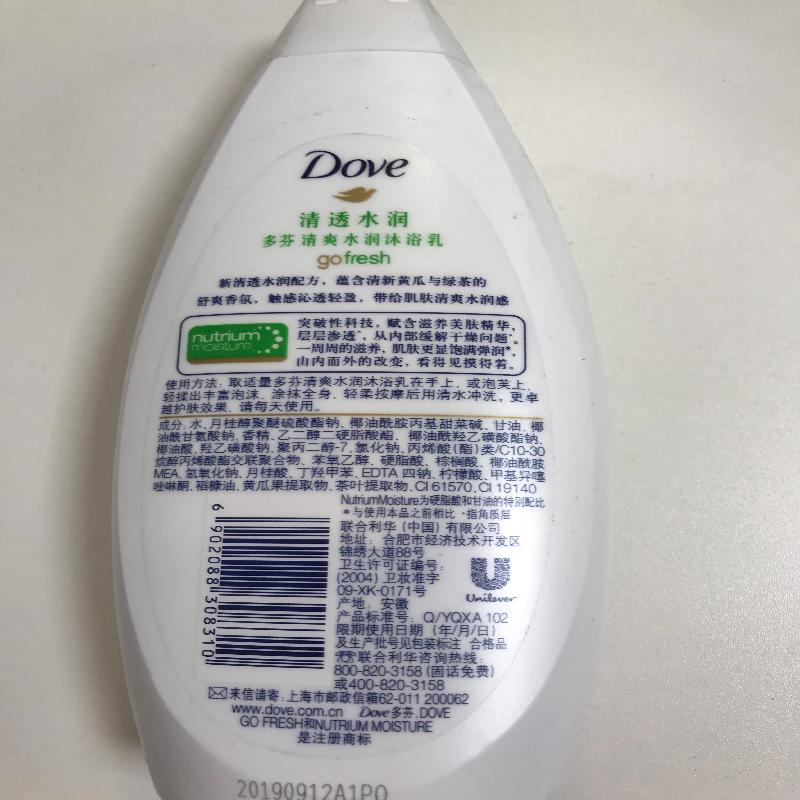 Dove
清透水润
多芬清爽水润沐浴乳
go fresh
新清透水润配方，蕴含清新黄瓜与绿茶的
舒爽香氛，触感沁透轻盈，带给肌肤清爽水润感
nutrium
moisture
突破性科技，赋含滋养美肤精华，
层层渗透^，从内部缓解干燥问题^，
一周周的滋养，肌肤更显饱满弹润*，
由内而外的改变，看得见摸得着。
使用方法：取适量多芬清爽水润沐浴乳在手上，或泡芙上，
轻揉出丰富泡沫，涂抹全身，轻柔按摩后用清水冲洗。更卓
越护肤效果，请每天使用。
成分：水、月桂醇聚醚硫酸酯钠、椰油酰胺丙基甜菜碱、甘油、椰
油酰甘氨酸钠、香精、乙二醇二硬脂酸酯、椰油酰羟乙磺酸酯钠、
椰油酸、羟乙磺酸钠、聚丙二醇-7、氯化钠、丙烯酸(酯)类/C10-30
烷醇丙烯酸酯交联聚合物、苯氧乙醇、硬脂酸、棕榈酸、椰油酰胺
MEA、氢氧化钠、月桂酸、丁羟甲苯、EDTA 四钠、柠檬酸、甲基异噻
唑啉酮、稻糠油、黄瓜果提取物、茶叶提取物、CI 61570、CI 19140
NutriumMoisture为硬脂酸和甘油的特别配比
*与使用本品之前相比 ^指角质层
6 902088 308310
联合利华（中国）有限公司
地址：合肥市经济技术开发区
锦绣大道88号
卫生许可证编号：
(2004) 卫妆准字
09-XK-0171号
产地：安徽
产品标准号：Q/YQXA 102
限期使用日期（年/月/日）
及生产批号见包装标注 合格品
Unilever
联合利华咨询热线：
800-820-3158 (固话免费)
或400-820-3158
来信请寄：上海市邮政信箱62-011 200062
www.dove.com.cn Dove多芬、DOVE
GO FRESH和NUTRIUM MOISTURE
是注册商标
20190912A1PO